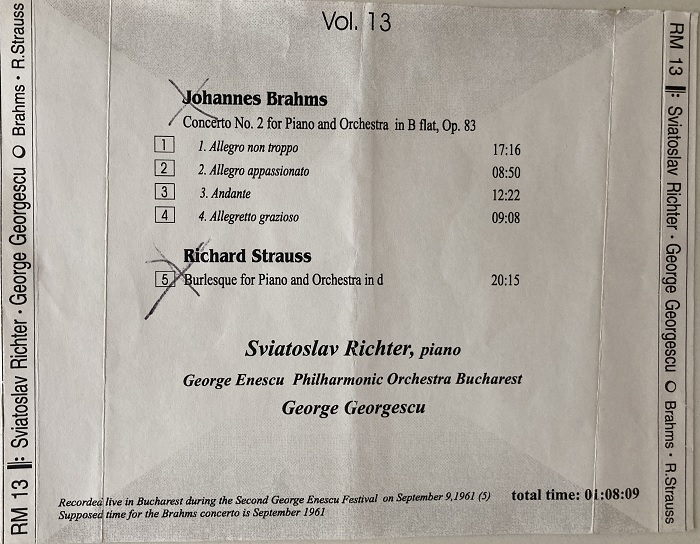 Vol. 13
Johannes Brahms
Concerto No. 2 for Piano and Orchestra in B flat, Op. 83
1 1. Allegro non troppo 17:16
2 2. Allegro appassionato 08:50
3 3. Andante 12:22
4 4. Allegretto grazioso 09:08
Richard Strauss
5 Burlesque for Piano and Orchestra in d 20:15
Sviatoslav Richter, piano
George Enescu Philharmonic Orchestra Bucharest
George Georgescu
Recorded live in Bucharest during the Second George Enescu Festival on September 9,1961 (5) total time: 01:08:09
Supposed time for the Brahms concerto is September 1961
RM 13 Sviatoslav Richter · George Georgescu O Brahms · R.Strauss
RM 13 Sviatoslav Richter · George Georgescu O Brahms · R.Strauss